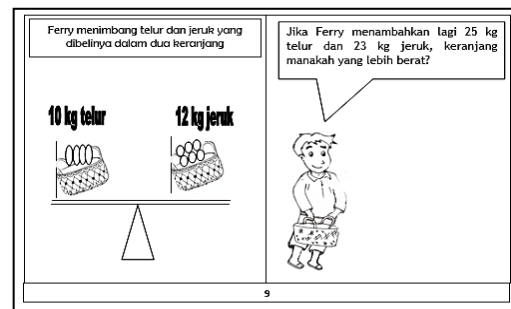 Ferry menimbang telur dan jeruk yang
dibelinya dalam dua keranjang
10 kg telur
12 kg jeruk
Jika Ferry menambahkan lagi 25 kg
telur dan 23 kg jeruk, keranjang
manakah yang lebih berat?
9